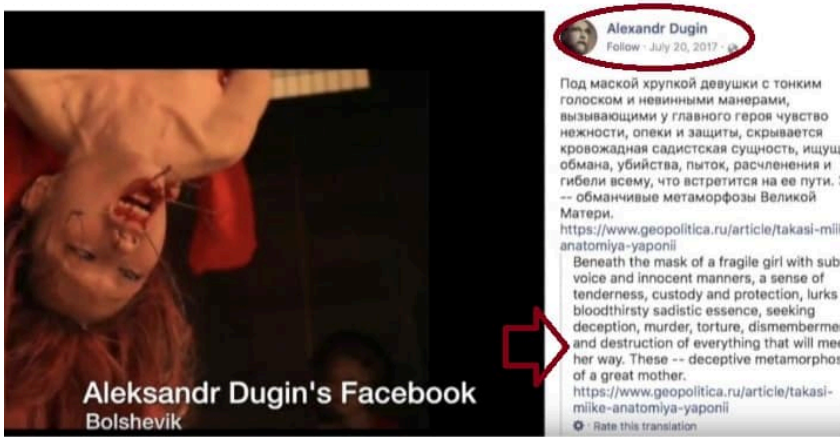 Alexandr Dugin
Follow · July 20, 2017 ·
Под маской хрупкой девушки с тонким
голоском и невинными манерами,
вызывающими у главного героя чувство
нежности, опеки и защиты, скрывается
кровожадная садистская сущность, ищущ
обмана, убийства, пыток, расчленения и
гибели всему, что встретится на ее пути.
-- обманчивые метаморфозы Великой
Матери.
https://www.geopolitica.ru/article/takasi-miik
anatomiya-yaponii
Beneath the mask of a fragile girl with sub
voice and innocent manners, a sense of
tenderness, custody and protection, lurks
bloodthirsty sadistic essence, seeking
deception, murder, torture, dismemberme
and destruction of everything that will mee
her way. These -- deceptive metamorphos
of a great mother.
https://www.geopolitica.ru/article/takasi-
miike-anatomiya-yaponii
Rate this translation
Aleksandr Dugin's Facebook
Bolshevik